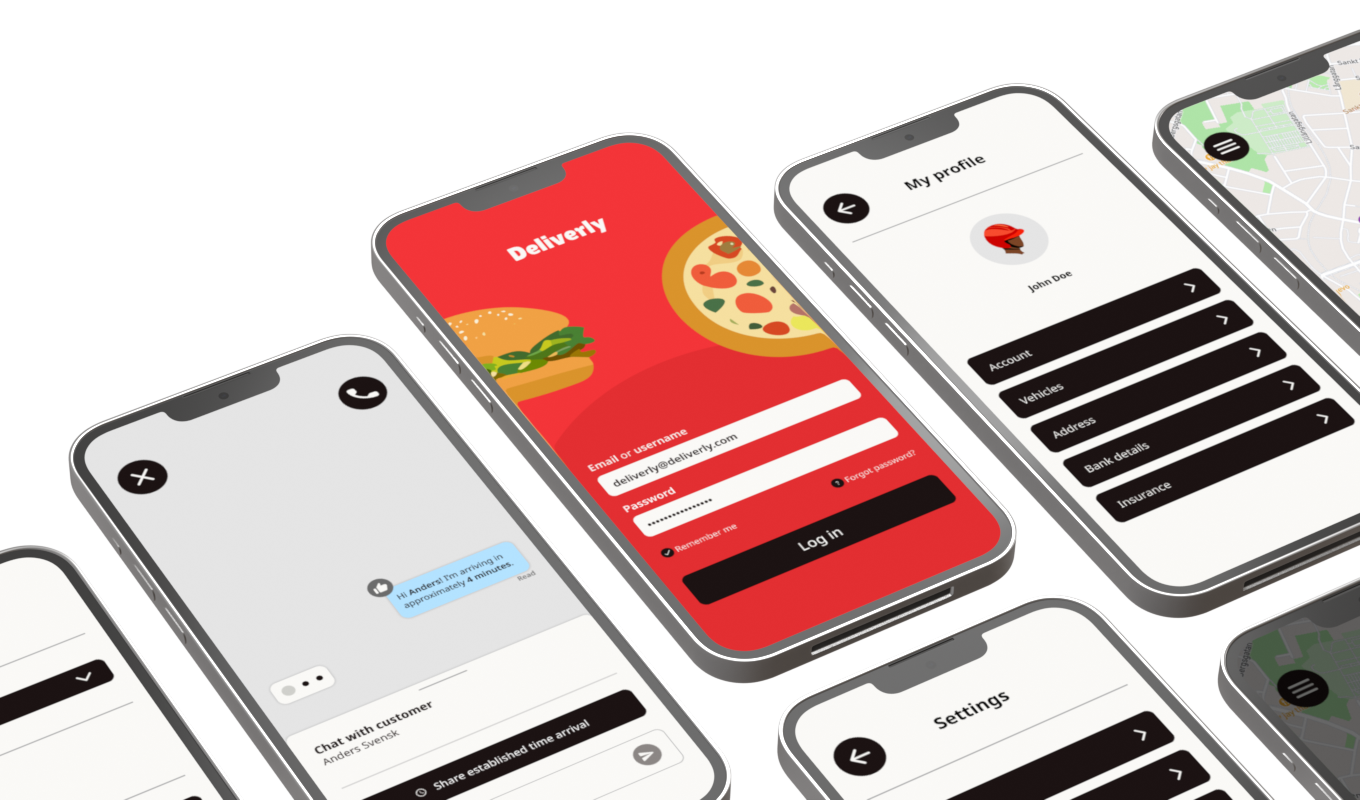 Deliverly
Email or username
deliverly@deliverly.com
Password
Remember me
? Forgot password?
Log in
My profile
John Doe
Account
Vehicles
Address
Bank details
Insurance
Hi Anders! I'm arriving in
approximately 4 minutes.
Read
Chat with customer
Anders Svensk
Share established time arrival
Settings
Sankt